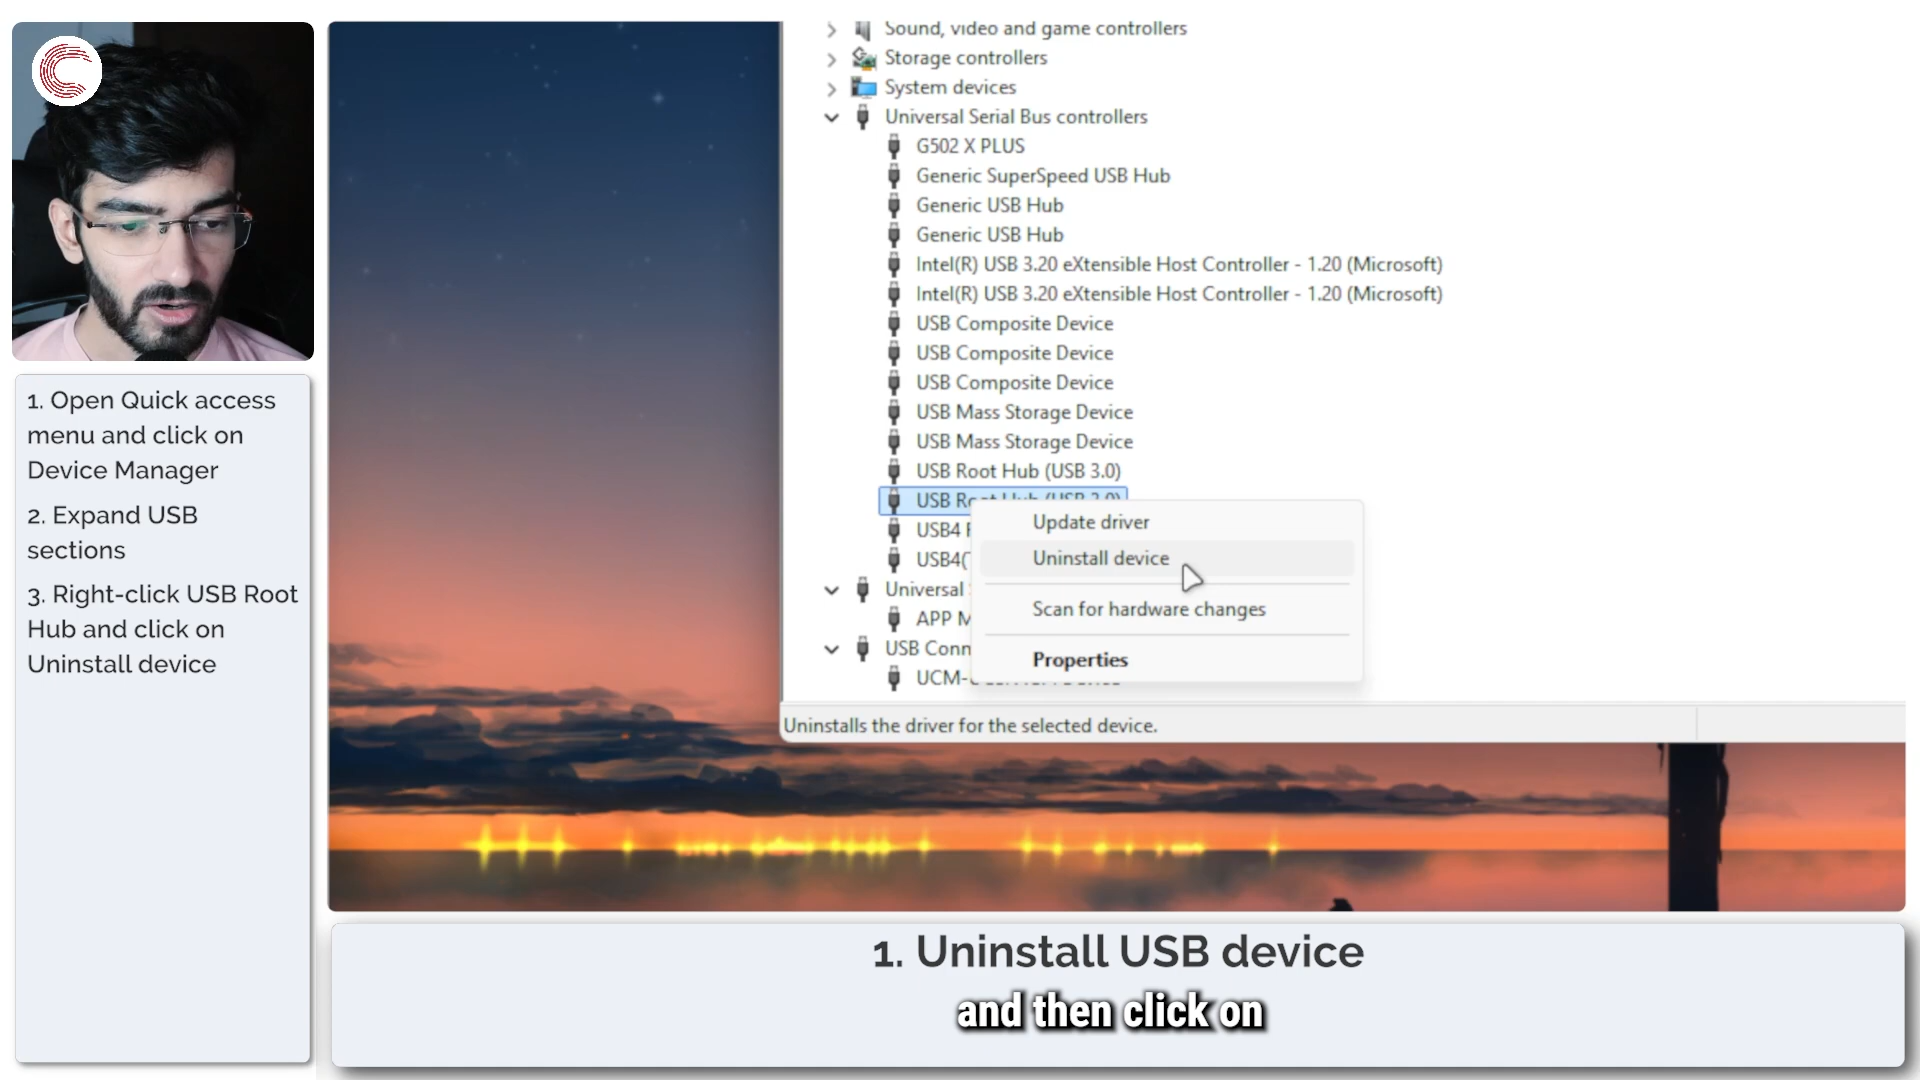 1. Open Quick access
menu and click on
Device Manager
2. Expand USB
sections
3. Right-click USB Root
Hub and click on
Uninstall device
Sound, video and game controllers
Storage controllers
System devices
Universal Serial Bus controllers
G502 X PLUS
Generic SuperSpeed USB Hub
Generic USB Hub
Generic USB Hub
Intel(R) USB 3.20 eXtensible Host Controller - 1.20 (Microsoft)
Intel(R) USB 3.20 eXtensible Host Controller - 1.20 (Microsoft)
USB Composite Device
USB Composite Device
USB Composite Device
USB Mass Storage Device
USB Mass Storage Device
USB Root Hub (USB 3.0)
USB Root Hub (USB 3.0)
USB4
USB4(
Universal
APP
USB
Update driver
Uninstall device
Scan for hardware changes
Properties
Uninstalls the driver for the selected device.
1. Uninstall USB device
and then click on